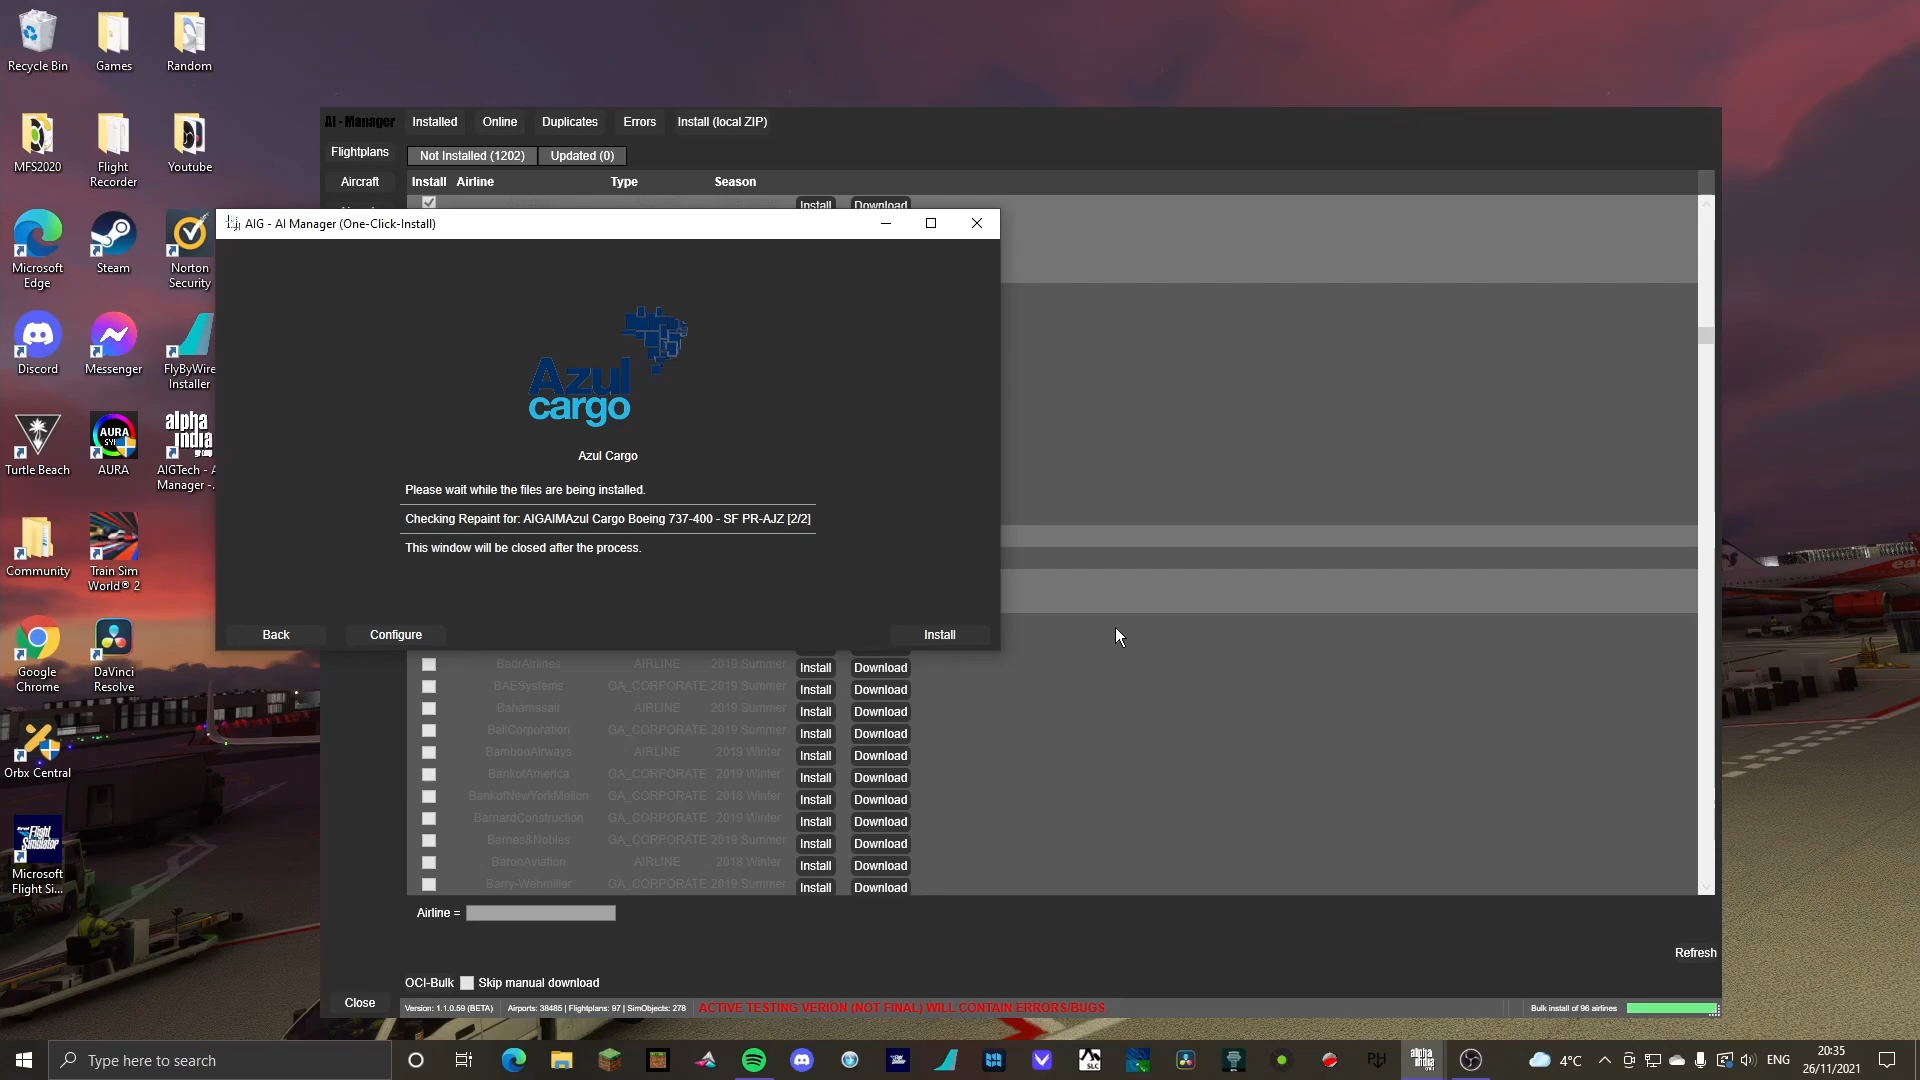 Recycle Bin
Games
Random
MFS2020
Flight
Recorder
Youtube
Microsoft
Edge
Steam
Norton
Security
Discord
Messenger
FlyByWire
Installer
Turtle Beach
AURA
AIGTech - A
Manager -..
alpha
india
Community
Train Sim
World® 2
Google
Chrome
DaVinci
Resolve
Orbx Central
Microsoft
Flight Si...
AI - Manager
Installed
Online
Duplicates
Errors
Install (local ZIP)
Flightplans
Not Installed (1202)
Updated (0)
Aircraft
Install
Airline
Type
Season
Install
Download
AIG - AI Manager (One-Click-Install)
Azul
cargo
Azul Cargo
Please wait while the files are being installed.
Checking Repaint for: AIGAIMAzul Cargo Boeing 737-400 - SF PR-AJZ [2/2]
This window will be closed after the process.
Back
Configure
Install
BadrAirlines AIRLINE 2019 Summer Install Download
BAESystems GA_CORPORATE 2019 Summer Install Download
Bahamasair AIRLINE 2019 Summer Install Download
BallCorporation GA_CORPORATE 2019 Summer Install Download
BambooAirways AIRLINE 2019 Winter Install Download
BankofAmerica GA_CORPORATE 2019 Winter Install Download
BankofNewYorkMellon GA_CORPORATE 2018 Winter Install Download
BarnardConstruction GA_CORPORATE 2019 Winter Install Download
Barnes&Nobles GA_CORPORATE 2019 Summer Install Download
BaronAviation AIRLINE 2018 Winter Install Download
Barry-Wehmiller GA_CORPORATE 2019 Summer Install Download
Airline =
Refresh
OCI-Bulk
Skip manual download
Close
Version: 1.1.0.59 (BETA)
Airports: 38485 | Flightplans: 97 | SimObjects: 278
ACTIVE TESTING VERION (NOT FINAL) WILL CONTAIN ERRORS/BUGS
Bulk install of 96 airlines
Type here to search
4°C
ENG
20:35
26/11/2021